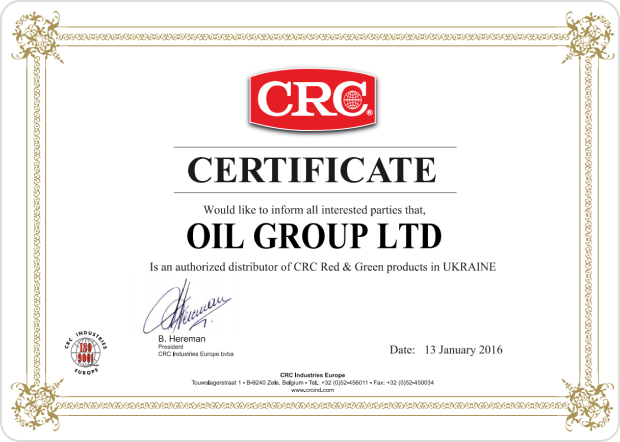 CRC®
CERTIFICATE
Would like to inform all interested parties that,
OIL GROUP LTD
Is an authorized distributor of CRC Red & Green products in UKRAINE
B. Hereman
President
CRC Industries Europe bvba
CRC INDUSTRIES
ISO
9001
EUROPE
Date: 13 January 2016
CRC Industries Europe
Touwslagerstraat 1 • B-9240 Zele, Belgium • Tel.: +32 (0)52-456011 • Fax: +32 (0)52-450034
www.crcind.com